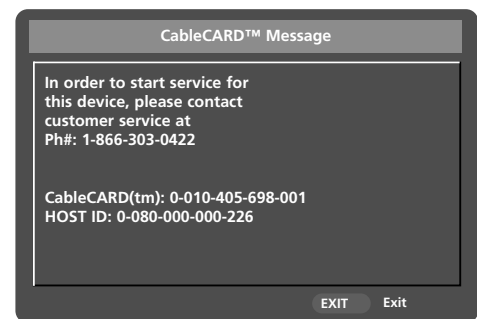 CableCARD™ Message
In order to start service for
this device, please contact
customer service at
Ph#: 1-866-303-0422
CableCARD(tm): 0-010-405-698-001
HOST ID: 0-080-000-000-226
EXIT Exit